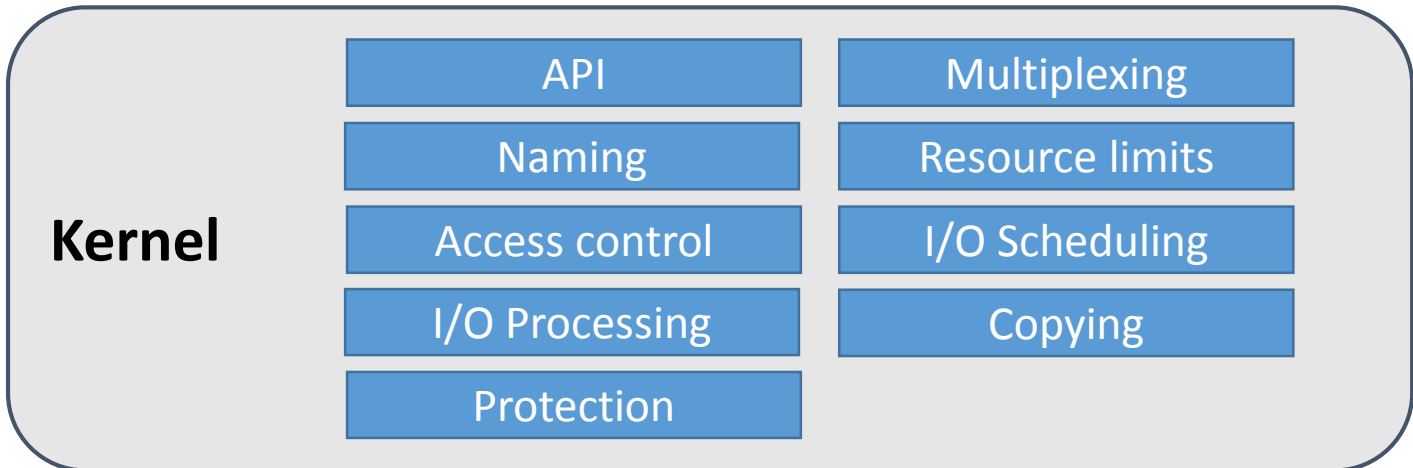 Kernel
API
Naming
Access control
I/O Processing
Protection
Multiplexing
Resource limits
I/O Scheduling
Copying